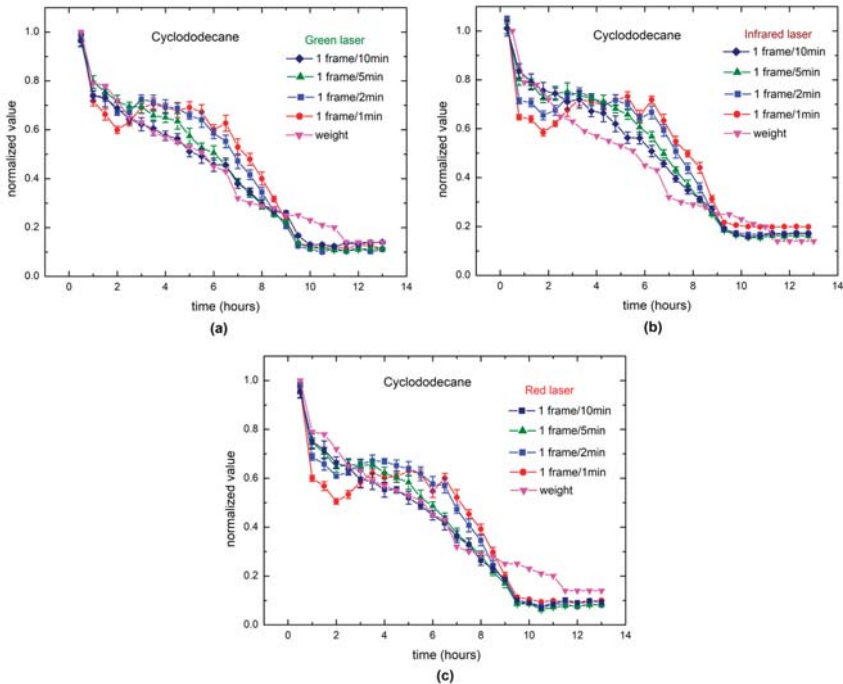 Cyclododecane
Green laser
1 frame/10min
1 frame/5min
1 frame/2min
1 frame/1min
weight
normalized value
1.0
0.8
0.6
0.4
0.2
0.0
0 2 4 6 8 10 12 14
time (hours)
(a)
Cyclododecane
Infrared laser
1 frame/10min
1 frame/5min
1 frame/2min
1 frame/1min
weight
normalized value
1.0
0.8
0.6
0.4
0.2
0.0
0 2 4 6 8 10 12 14
time (hours)
(b)
Cyclododecane
Red laser
1 frame/10min
1 frame/5min
1 frame/2min
1 frame/1min
weight
normalized value
1.0
0.8
0.6
0.4
0.2
0.0
0 2 4 6 8 10 12 14
time (hours)
(c)